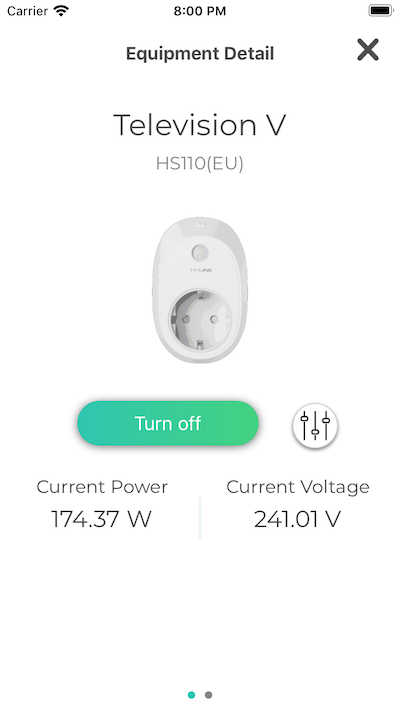 Carrier 8:00 PM
Equipment Detail
Television V
HS110(EU)
TP-LINK
Turn off
Current Power Current Voltage
174.37 W 241.01 V